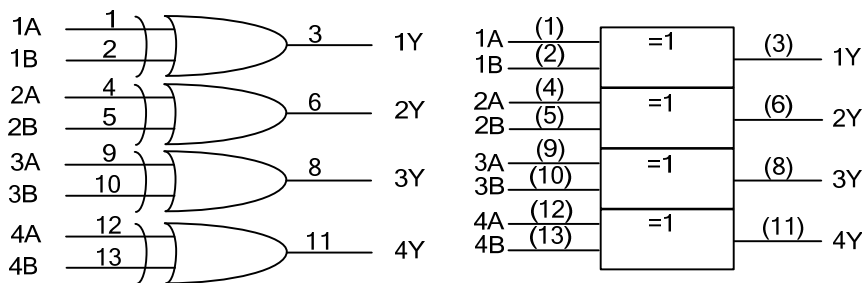 1A 1 3 1Y
1B 2
2A 4 6 2Y
2B 5
3A 9 8 3Y
3B 10
4A 12 11 4Y
4B 13
1A (1) =1 (3) 1Y
1B (2)
2A (4) =1 (6) 2Y
2B (5)
3A (9) =1 (8) 3Y
3B (10)
4A (12) =1 (11) 4Y
4B (13)